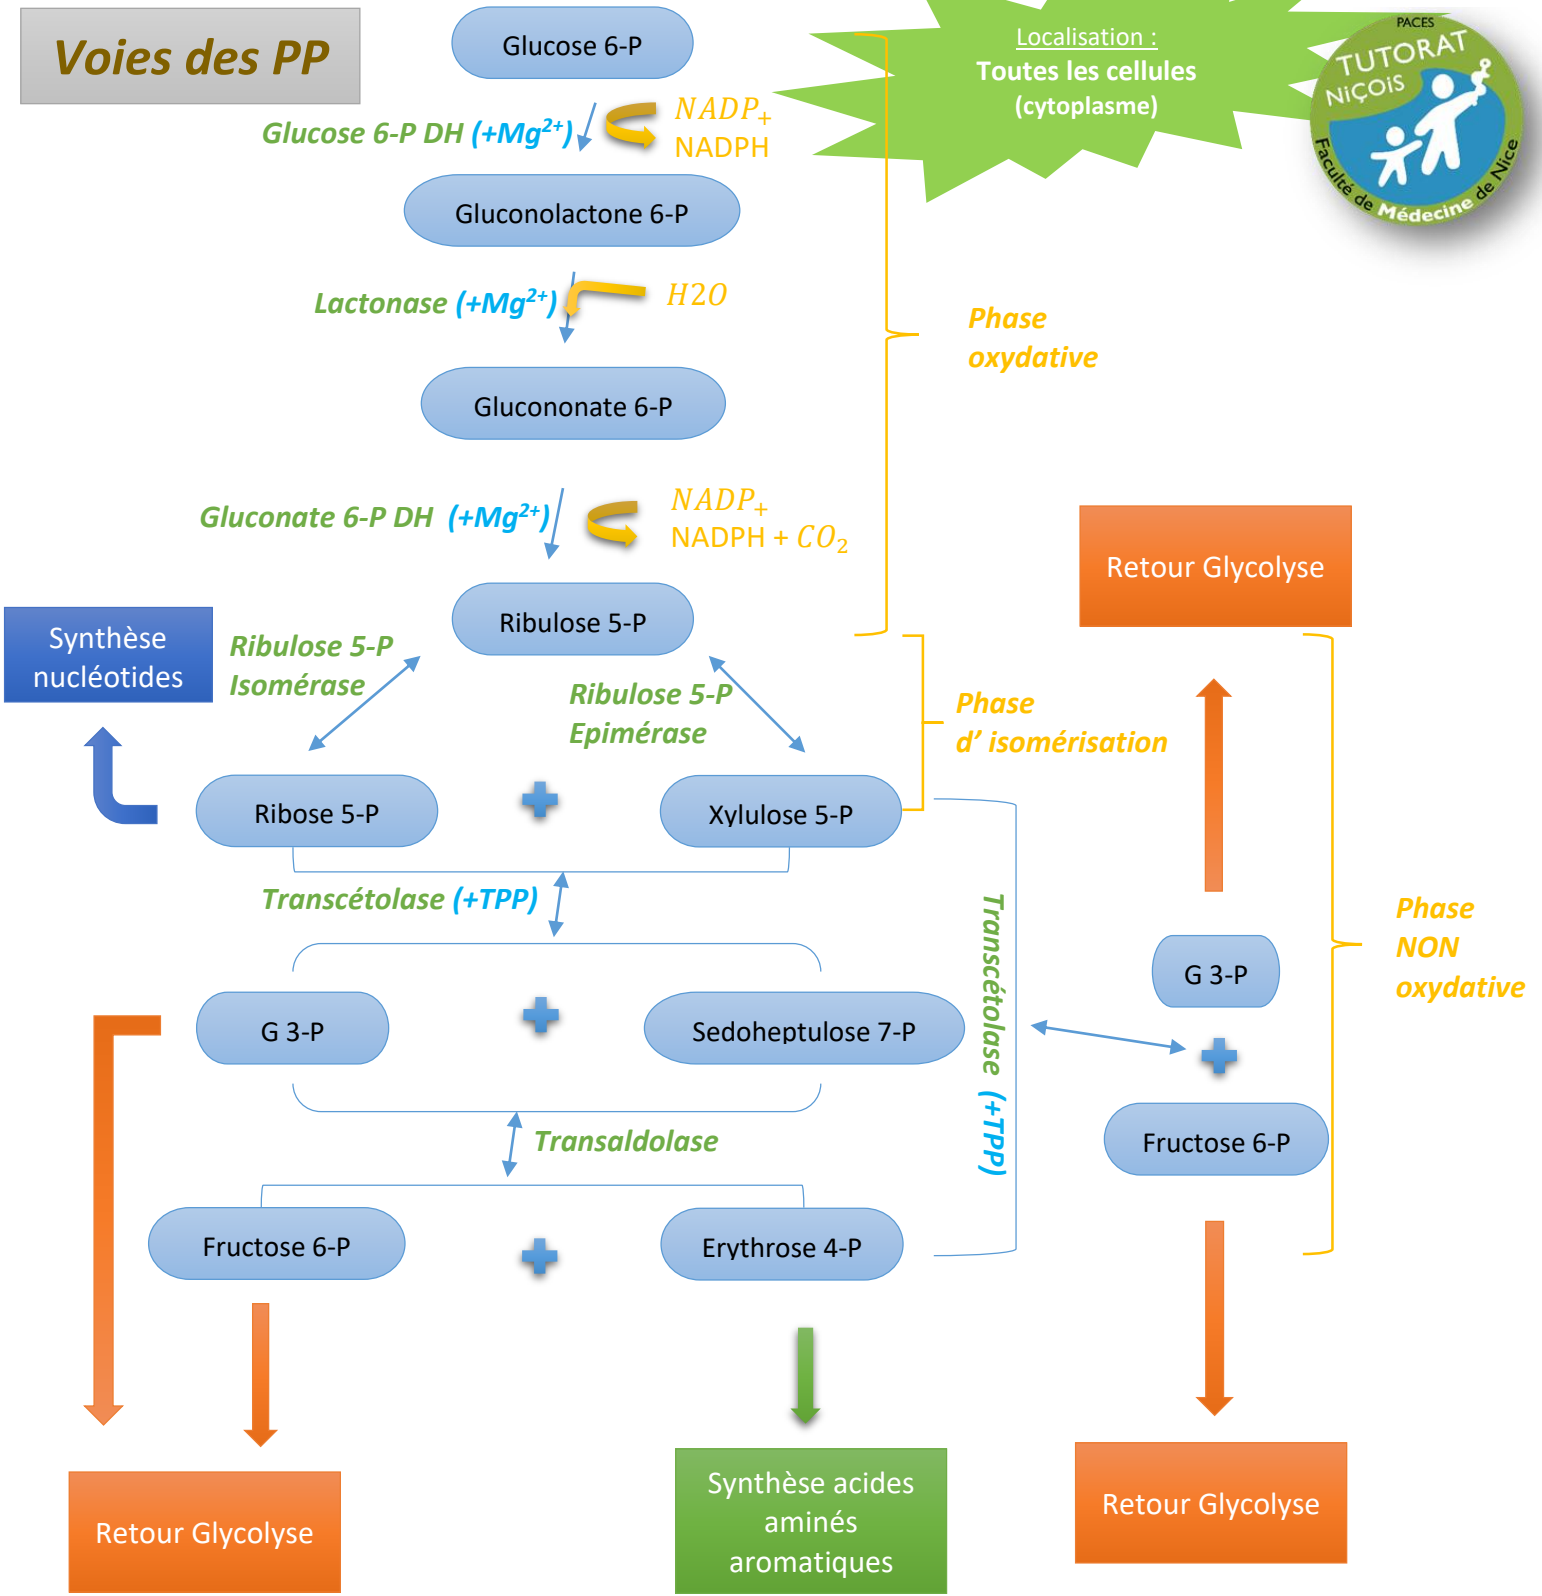 Voies des PP
Glucose 6-P
Localisation :
Toutes les cellules
(cytoplasme)
PACES
TUTORAT
NIÇOIS
Faculté de Médecine de Nice
Glucose 6-P DH (+Mg²⁺)
NADP₊
NADPH
Gluconolactone 6-P
Lactonase (+Mg²⁺)
H2O
Phase
oxydative
Glucononate 6-P
Gluconate 6-P DH (+Mg²⁺)
NADP₊
NADPH + CO₂
Retour Glycolyse
Ribulose 5-P
Synthèse
nucléotides
Ribulose 5-P
Isomérase
Ribulose 5-P
Epimérase
Phase
d’ isomérisation
Ribose 5-P
Xylulose 5-P
Transcétolase (+TPP)
Transcétolase (+TPP)
Phase
NON
oxydative
G 3-P
G 3-P
Sedoheptulose 7-P
Transaldolase
Fructose 6-P
Fructose 6-P
Erythrose 4-P
Retour Glycolyse
Synthèse acides
aminés
aromatiques
Retour Glycolyse